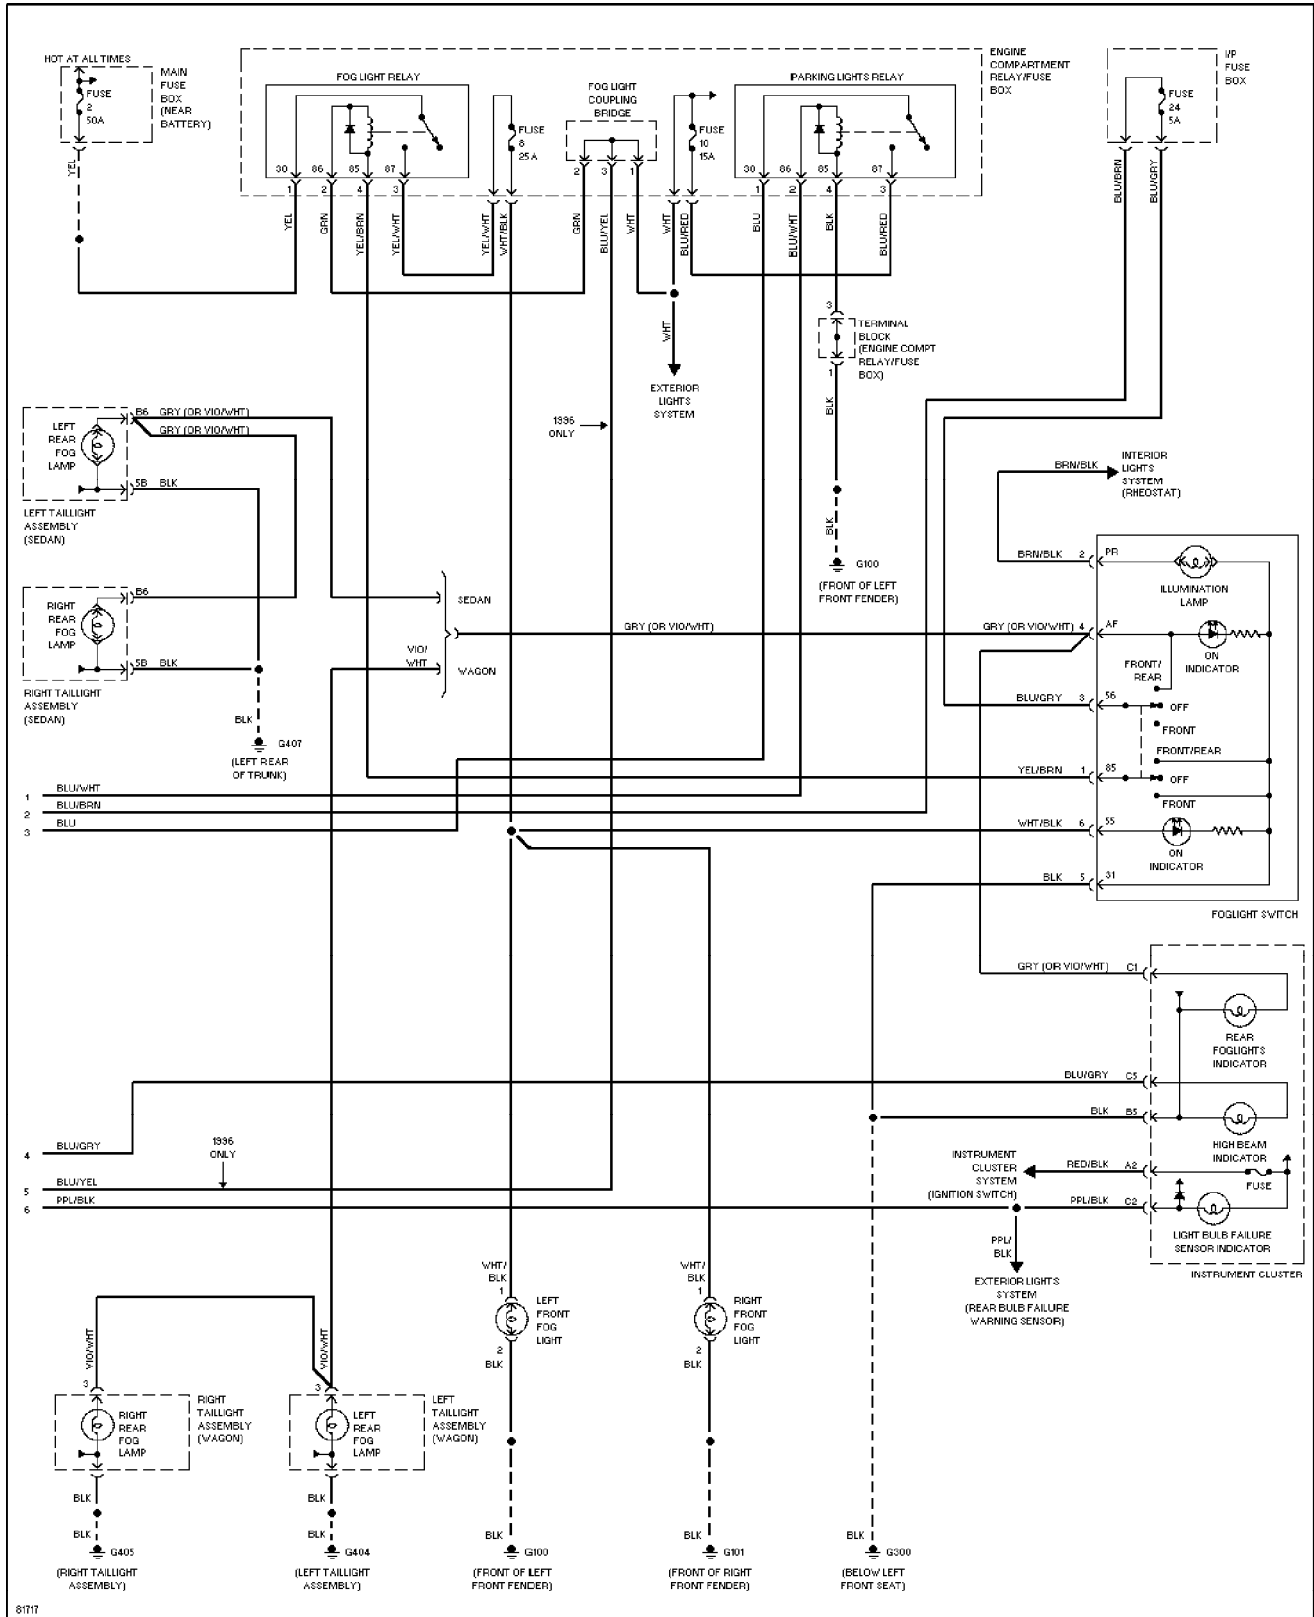 HOT AT ALL TIMES
FUSE
2
50A
MAIN
FUSE
BOX
(NEAR
BATTERY)
YEL
FOG LIGHT RELAY
30
86
85
87
1
2
4
3
YEL
GRN
YEL/BRN
YEL/WHT
FUSE
8
25A
YEL/WHT
WHT/BLK
FOG LIGHT
COUPLING
BRIDGE
2
3
1
GRN
BLU/YEL
WHT
FUSE
10
15A
WHT
BLU/RED
PARKING LIGHTS RELAY
30
86
85
87
1
2
4
3
BLU
BLU/WHT
BLK
BLU/RED
ENGINE
COMPARTMENT
RELAY/FUSE
BOX
I/P
FUSE
BOX
FUSE
24
5A
BLU/BRN
BLU/GRY
WHT
EXTERIOR
LIGHTS
SYSTEM
3
TERMINAL
BLOCK
(ENGINE COMPT
RELAY/FUSE
BOX)
1
BLK
BLK
G100
(FRONT OF LEFT
FRONT FENDER)
1996
ONLY
LEFT
REAR
FOG
LAMP
B6
GRY (OR VIO/WHT)
GRY (OR VIO/WHT)
5B
BLK
LEFT TAILLIGHT
ASSEMBLY
(SEDAN)
RIGHT
REAR
FOG
LAMP
B6
5B
BLK
RIGHT TAILLIGHT
ASSEMBLY
(SEDAN)
BLK
G407
(LEFT REAR
OF TRUNK)
SEDAN
VIO/
WHT
WAGON
GRY (OR VIO/WHT)
BRN/BLK
INTERIOR
LIGHTS
SYSTEM
(RHEOSTAT)
BRN/BLK
2
PR
ILLUMINATION
LAMP
GRY (OR VIO/WHT)
4
AF
ON
INDICATOR
FRONT/
REAR
BLU/GRY
3
56
OFF
FRONT
FRONT/REAR
YEL/BRN
1
85
OFF
FRONT
WHT/BLK
6
55
ON
INDICATOR
BLK
5
31
FOGLIGHT SWITCH
1
BLU/WHT
2
BLU/BRN
3
BLU
GRY (OR VIO/WHT)
C1
REAR
FOGLIGHTS
INDICATOR
BLU/GRY
C5
BLK
B5
HIGH BEAM
INDICATOR
INSTRUMENT
CLUSTER
SYSTEM
(IGNITION SWITCH)
RED/BLK
A2
FUSE
PPL/BLK
C2
LIGHT BULB FAILURE
SENSOR INDICATOR
INSTRUMENT CLUSTER
4
BLU/GRY
1996
ONLY
5
BLU/YEL
6
PPL/BLK
PPL/
BLK
EXTERIOR LIGHTS
SYSTEM
(REAR BULB FAILURE
WARNING SENSOR)
WHT/
BLK
1
LEFT
FRONT
FOG
LIGHT
2
BLK
WHT/
BLK
1
RIGHT
FRONT
FOG
LIGHT
2
BLK
VIO/WHT
3
RIGHT
REAR
FOG
LAMP
RIGHT
TAILLIGHT
ASSEMBLY
(WAGON)
VIO/WHT
3
LEFT
REAR
FOG
LAMP
LEFT
TAILLIGHT
ASSEMBLY
(WAGON)
BLK
BLK
G405
(RIGHT TAILLIGHT
ASSEMBLY)
BLK
BLK
G404
(LEFT TAILLIGHT
ASSEMBLY)
BLK
G100
(FRONT OF LEFT
FRONT FENDER)
BLK
G101
(FRONT OF RIGHT
FRONT FENDER)
BLK
G300
(BELOW LEFT
FRONT SEAT)
81717